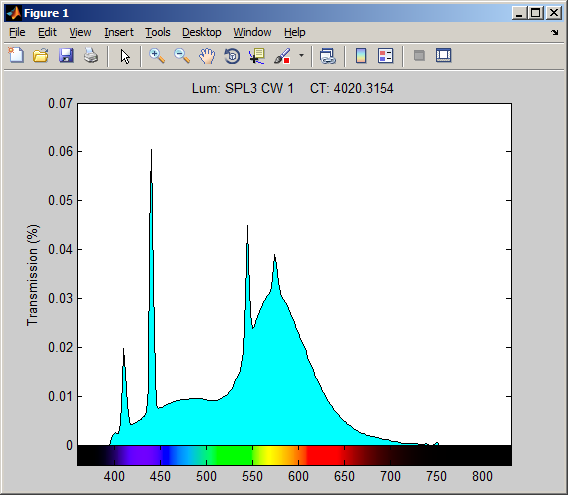 Figure 1
File Edit View Insert Tools Desktop Window Help
Lum: SPL3 CW 1 CT: 4020.3154
0.07
0.06
0.05
0.04
0.03
0.02
0.01
0
Transmission (%)
400 450 500 550 600 650 700 750 800